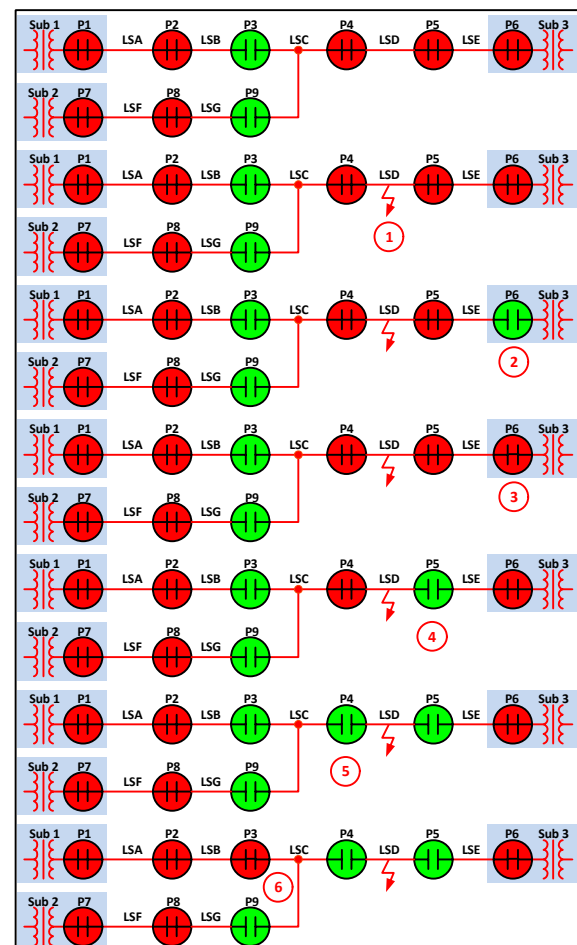 Sub 1 P1 LSA P2 LSB P3 LSC P4 LSD P5 LSE P6 Sub 3
Sub 2 P7 LSF P8 LSG P9
Sub 1 P1 LSA P2 LSB P3 LSC P4 LSD P5 LSE P6 Sub 3
1
Sub 2 P7 LSF P8 LSG P9
Sub 1 P1 LSA P2 LSB P3 LSC P4 LSD P5 LSE P6 Sub 3
Sub 2 P7 LSF P8 LSG P9 2
Sub 1 P1 LSA P2 LSB P3 LSC P4 LSD P5 LSE P6 Sub 3
Sub 2 P7 LSF P8 LSG P9 3
Sub 1 P1 LSA P2 LSB P3 LSC P4 LSD P5 LSE P6 Sub 3
4
Sub 2 P7 LSF P8 LSG P9
Sub 1 P1 LSA P2 LSB P3 LSC P4 LSD P5 LSE P6 Sub 3
Sub 2 P7 LSF P8 LSG P9 5
Sub 1 P1 LSA P2 LSB P3 LSC P4 LSD P5 LSE P6 Sub 3
6
Sub 2 P7 LSF P8 LSG P9